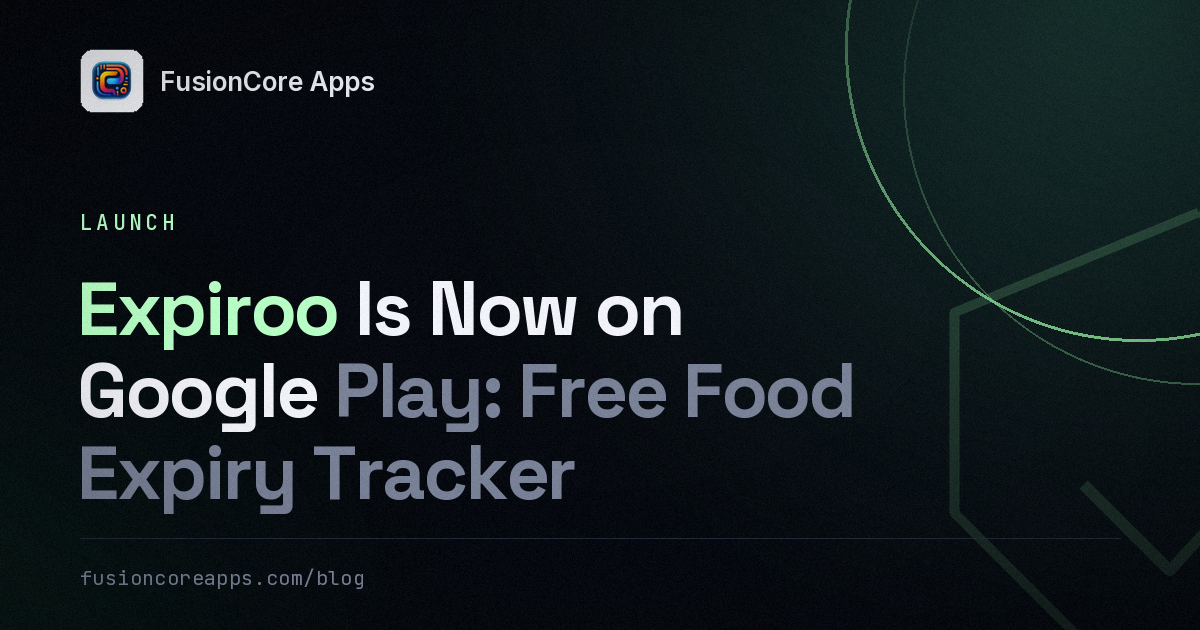 FusionCore Apps
LAUNCH
Expiroo Is Now on
Google Play: Free Food
Expiry Tracker
fusioncoreapps.com/blog